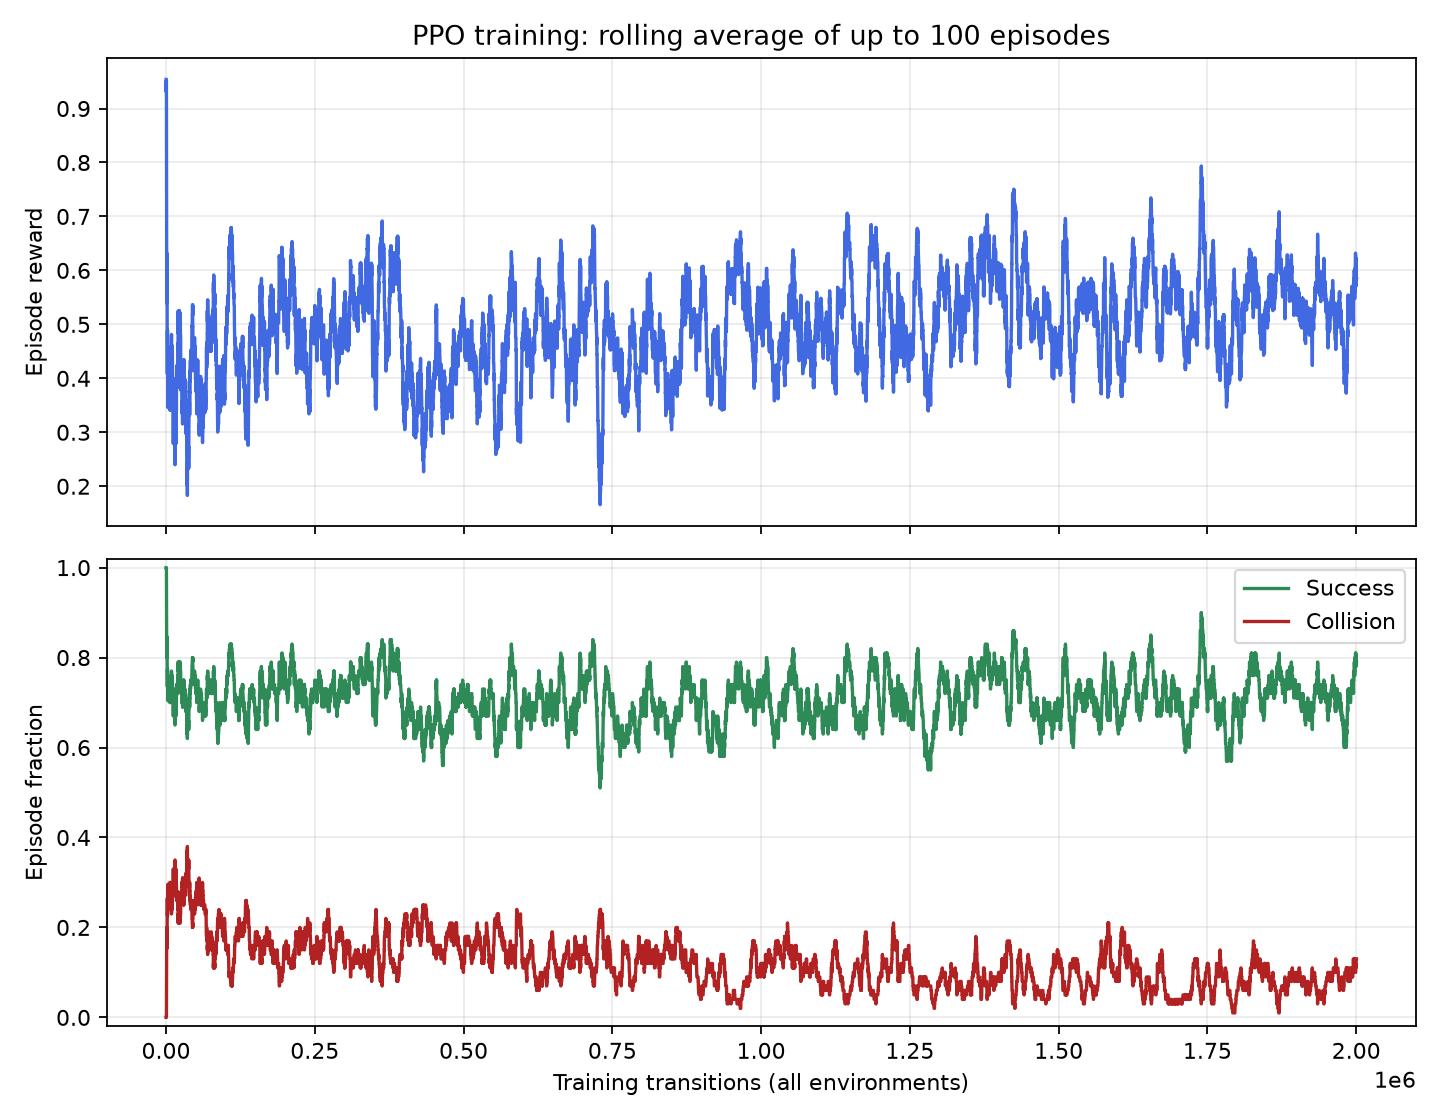 PPO training: rolling average of up to 100 episodes
Episode reward
0.9
0.8
0.7
0.6
0.5
0.4
0.3
0.2
Episode fraction
1.0
0.8
0.6
0.4
0.2
0.0
Success
Collision
0.00 0.25 0.50 0.75 1.00 1.25 1.50 1.75 2.00
1e6
Training transitions (all environments)